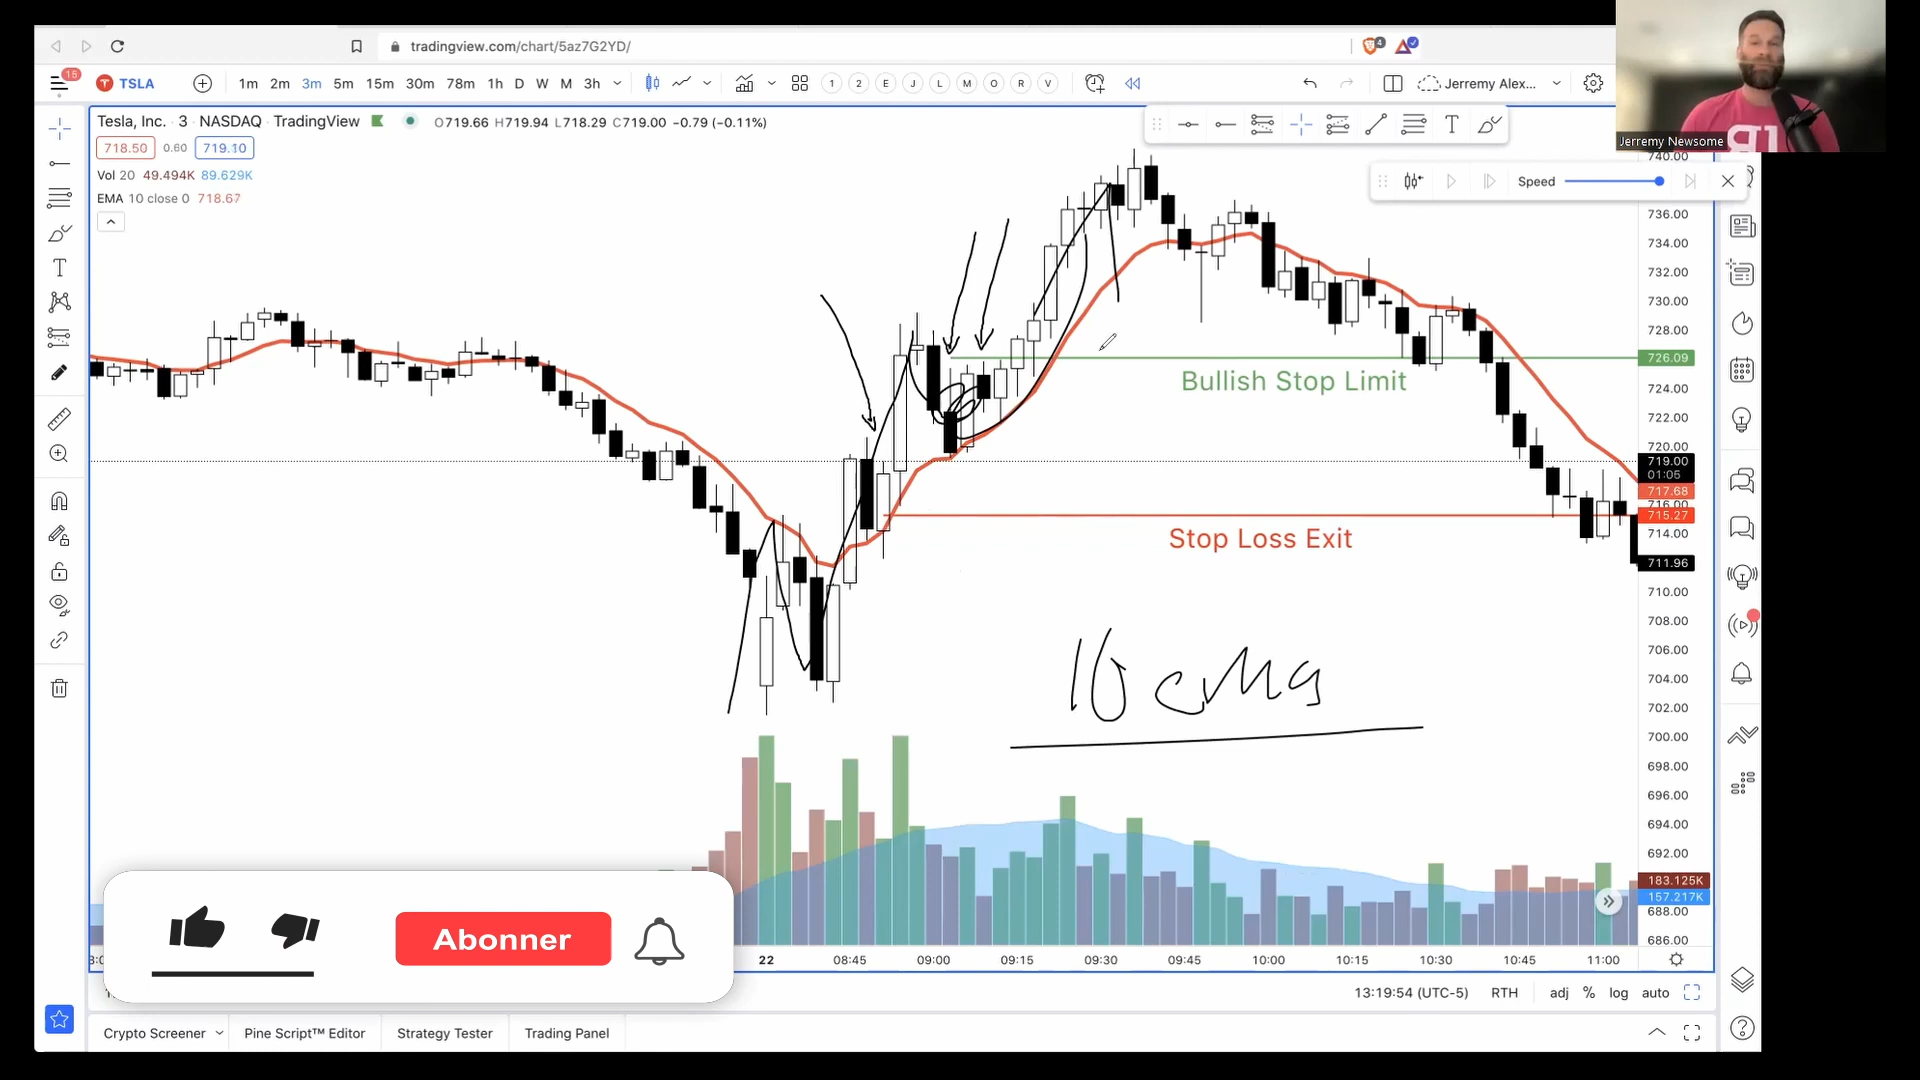 tradingview.com/chart/5az7G2YD/
4
15
TSLA
1m 2m 3m 5m 15m 30m 78m 1h D W M 3h
1 2 E J L M O R V
Jerremy Alex...
Tesla, Inc. · 3 · NASDAQ · TradingView
O719.66 H719.94 L718.29 C719.00 -0.79 (-0.11%)
718.50 0.60 719.10
Vol 20 49.494K 89.629K
EMA 10 close 0 718.67
T
T
Speed
Jerremy Newsome
740.00
736.00
734.00
732.00
730.00
728.00
726.09
724.00
722.00
720.00
719.00
01:05
717.68
716.00
715.27
714.00
711.96
710.00
708.00
706.00
704.00
702.00
700.00
698.00
696.00
694.00
692.00
183.125K
157.217K
688.00
686.00
Bullish Stop Limit
Stop Loss Exit
10 ema
Abonner
22 08:45 09:00 09:15 09:30 09:45 10:00 10:15 10:30 10:45 11:00
13:19:54 (UTC-5) RTH adj % log auto
Crypto Screener Pine Script™ Editor Strategy Tester Trading Panel